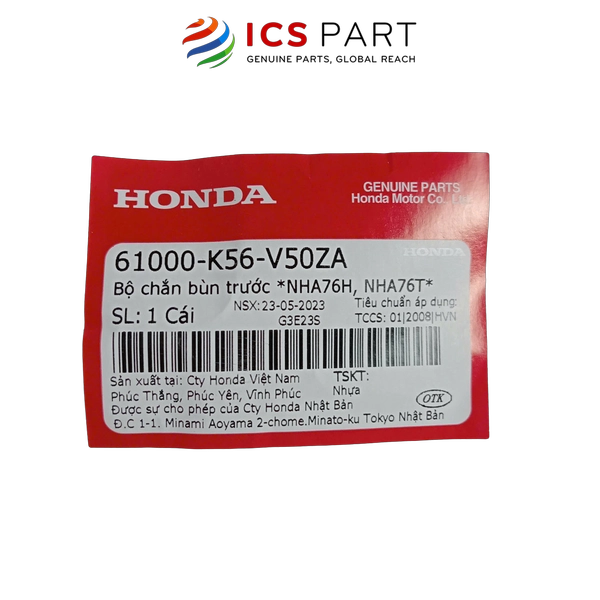 ICS PART
GENUINE PARTS, GLOBAL REACH
HONDA
GENUINE PARTS
Honda Motor Co.,
HONDA
61000-K56-V50ZA
Bộ chắn bùn trước *NHA76H, NHA76T*
SL: 1 Cái
NSX: 23-05-2023
G3E23S
Tiêu chuẩn áp dụng:
TCCS: 01|2008|HVN
Sản xuất tại: Cty Honda Việt Nam
Phúc Thắng, Phúc Yên, Vĩnh Phúc
TSKT:
Nhựa
Được sự cho phép của Cty Honda Nhật Bản
Đ.C 1-1. Minami Aoyama 2-chome.Minato-ku Tokyo Nhật Bản
OTK